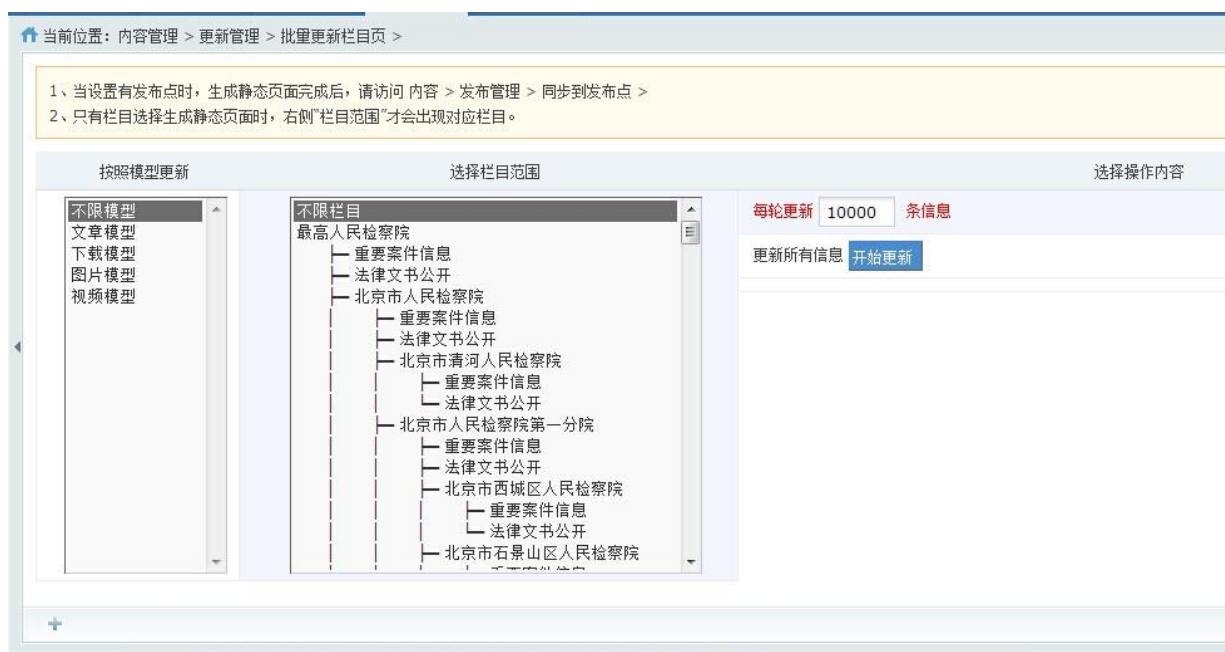 当前位置：内容管理 > 更新管理 > 批量更新栏目页 >
1、当设置有发布点时，生成静态页面完成后，请访问 内容 > 发布管理 > 同步到发布点 >
2、只有栏目选择生成静态页面时，右侧"栏目范围"才会出现对应栏目。
按照模型更新 选择栏目范围 选择操作内容
不限模型
文章模型
下载模型
图片模型
视频模型
不限栏目
最高人民检察院
重要案件信息
法律文书公开
北京市人民检察院
重要案件信息
法律文书公开
北京市清河人民检察院
重要案件信息
法律文书公开
北京市人民检察院第一分院
重要案件信息
法律文书公开
北京市西城区人民检察院
重要案件信息
法律文书公开
北京市石景山区人民检察院
每轮更新 10000 条信息
更新所有信息 开始更新